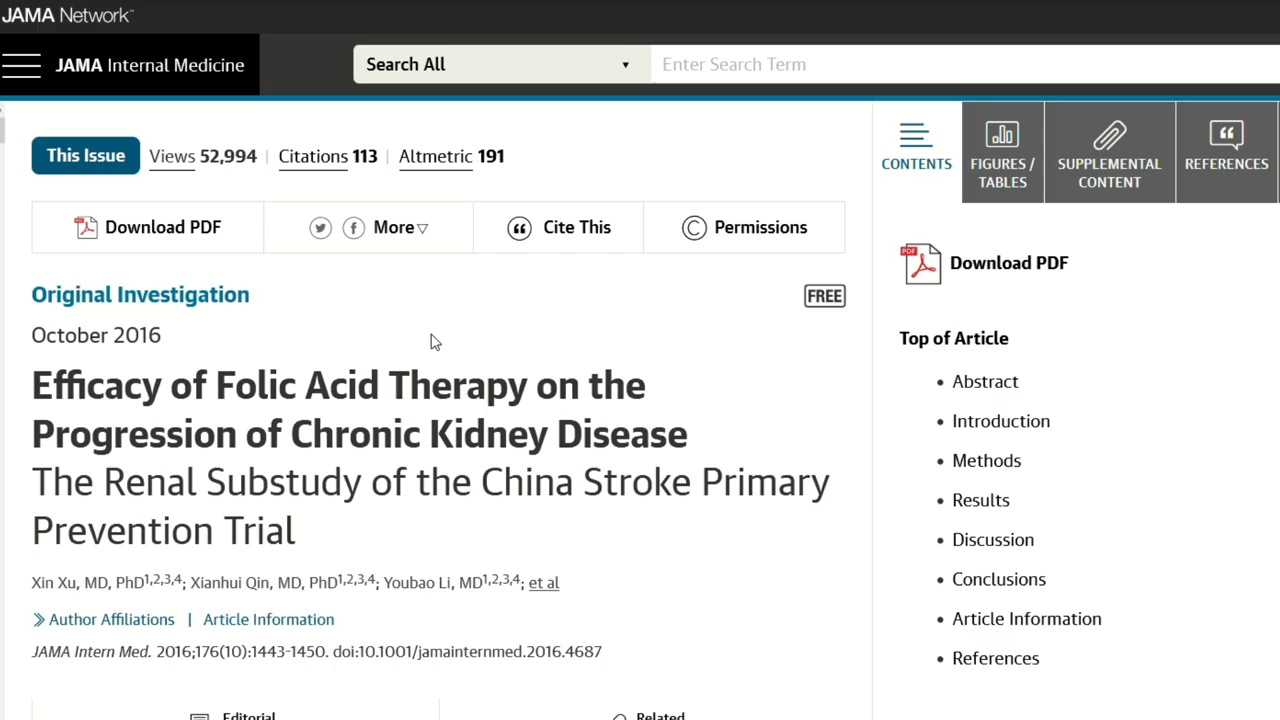 JAMA Network™
JAMA Internal Medicine
Search All
Enter Search Term
This Issue
Views 52,994 | Citations 113 | Altmetric 191
Download PDF
More
Cite This
Permissions
Original Investigation
FREE
October 2016
Efficacy of Folic Acid Therapy on the
Progression of Chronic Kidney Disease
The Renal Substudy of the China Stroke Primary
Prevention Trial
Xin Xu, MD, PhD1,2,3,4; Xianhui Qin, MD, PhD1,2,3,4; Youbao Li, MD1,2,3,4; et al
Author Affiliations | Article Information
JAMA Intern Med. 2016;176(10):1443-1450. doi:10.1001/jamainternmed.2016.4687
Editorial
Related
CONTENTS
FIGURES /
TABLES
SUPPLEMENTAL
CONTENT
REFERENCES
PDF
Download PDF
Top of Article
• Abstract
• Introduction
• Methods
• Results
• Discussion
• Conclusions
• Article Information
• References